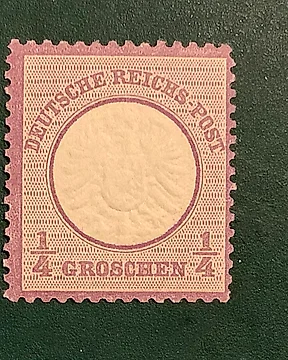 DEUTSCHE REICHS-POST
1/4 GROSCHEN 1/4